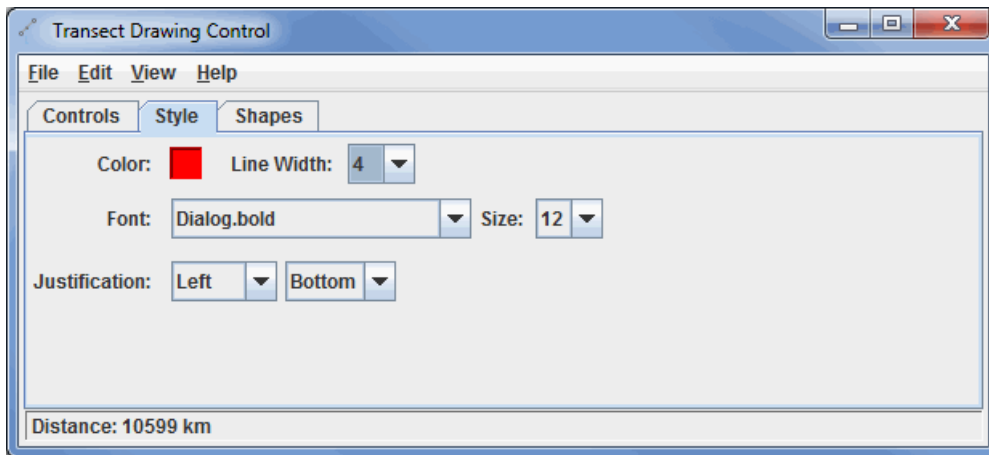 Transect Drawing Control
File Edit View Help
Controls Style Shapes
Color: Line Width: 4
Font: Dialog.bold Size: 12
Justification: Left Bottom
Distance: 10599 km